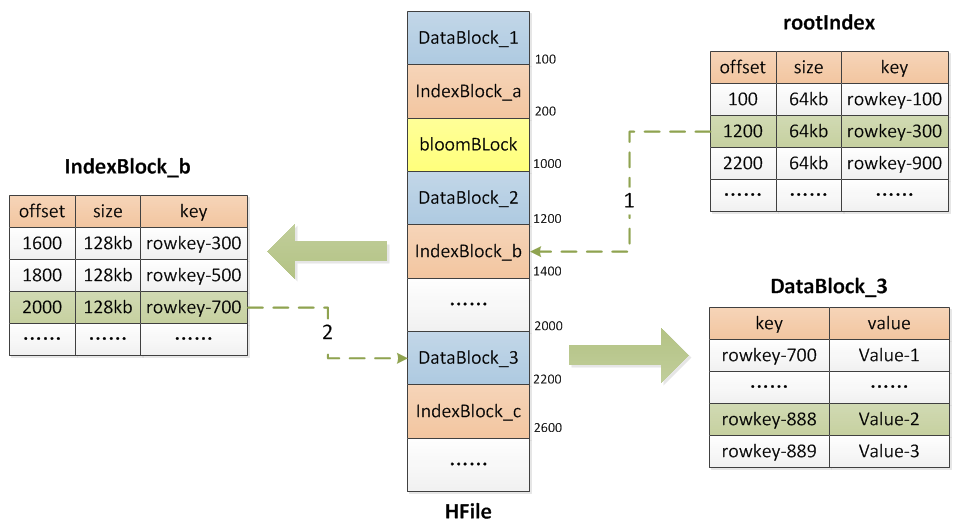 rootIndex
offset size key
100 64kb rowkey-100
1200 64kb rowkey-300
2200 64kb rowkey-900
...... ...... ......
IndexBlock_b
offset size key
1600 128kb rowkey-300
1800 128kb rowkey-500
2000 128kb rowkey-700
...... ...... ......
DataBlock_1
100
IndexBlock_a
200
bloomBLock
1000
DataBlock_2
1200
IndexBlock_b
1400
......
2000
DataBlock_3
2200
IndexBlock_c
2600
......
HFile
1
2
DataBlock_3
key value
rowkey-700 Value-1
...... ......
rowkey-888 Value-2
rowkey-889 Value-3